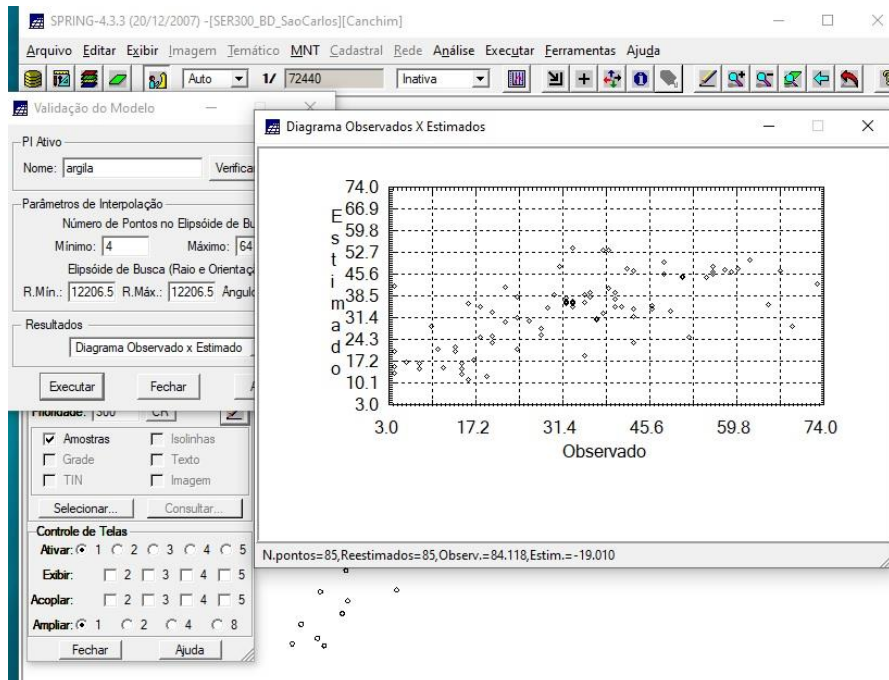 SPRING-4.3.3 (20/12/2007) -[SER300_BD_SaoCarlos][Canchim]
Arquivo Editar Exibir Imagem Temático MNT Cadastral Rede Análise Executar Ferramentas Ajuda
Auto 1/ 72440 Inativa
Validação do Modelo
PI Ativo
Nome: argila
Parâmetros de Interpolação
Número de Pontos no Elipsóide de
Mínimo: 4 Máximo: 64
Elipsóide de Busca (Raio e
R.Mín.: 12206.5 R.Máx.: 12206.5
Resultados
Diagrama Observado x Estimado
Executar Fechar
Prioridade: 300 CR
Amostras Isolinhas
Grade Texto
TIN Imagem
Selecionar... Consultar...
Controle de Telas
Ativar: 1 2 3 4 5
Exibir: 2 3 4 5
Acoplar: 2 3 4 5
Ampliar: 1 2 4 8
Fechar Ajuda
Diagrama Observados X Estimados
Estimado
74.0
66.9
59.8
52.7
45.6
38.5
31.4
24.3
17.2
10.1
3.0
3.0 17.2 31.4 45.6 59.8 74.0
Observado
N.pontos=85,Reestimados=85,Observ.=84.118,Estim.=-19.010